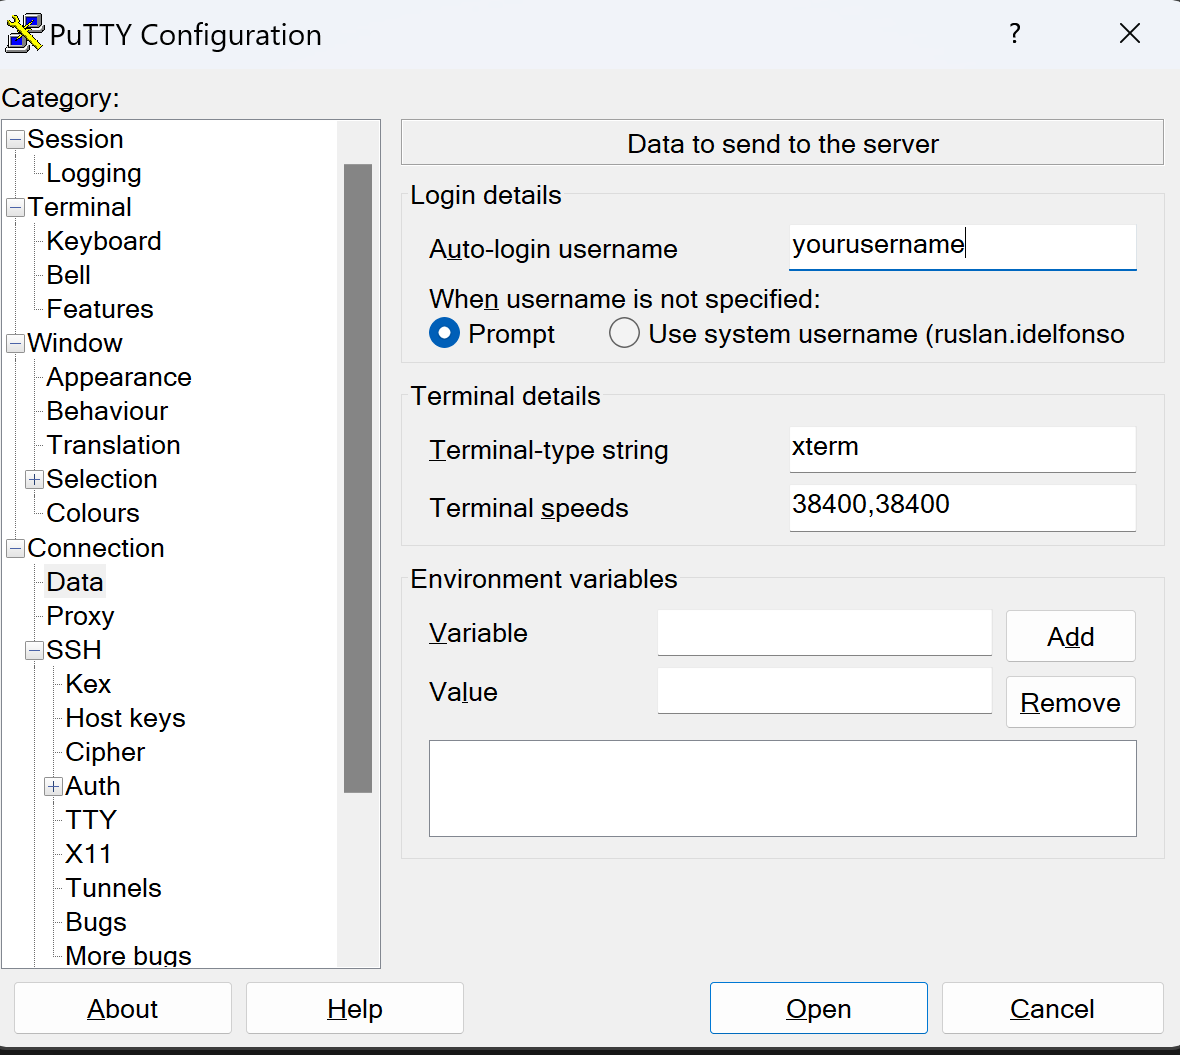 PuTTY Configuration
?
Category:
Session
Logging
Terminal
Keyboard
Bell
Features
Window
Appearance
Behaviour
Translation
Selection
Colours
Connection
Data
Proxy
SSH
Kex
Host keys
Cipher
Auth
TTY
X11
Tunnels
Bugs
More bugs
Data to send to the server
Login details
Auto-login username yourusername
When username is not specified:
Prompt Use system username (ruslan.idelfonso
Terminal details
Terminal-type string xterm
Terminal speeds 38400,38400
Environment variables
Variable Add
Value Remove
About Help Open Cancel